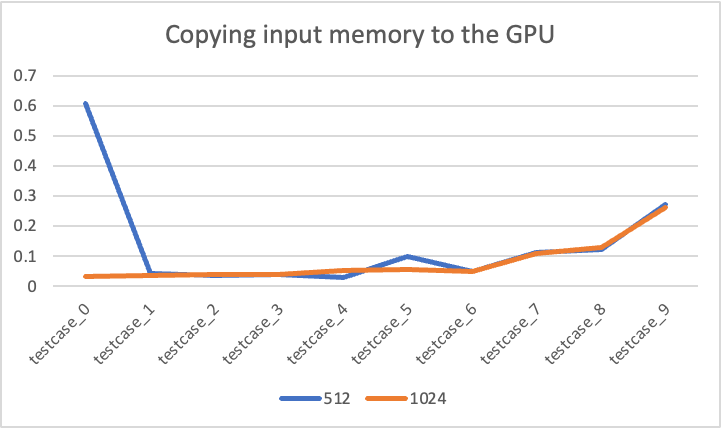 Copying input memory to the GPU
0.7
0.6
0.5
0.4
0.3
0.2
0.1
0
testcase_0
testcase_1
testcase_2
testcase_3
testcase_4
testcase_5
testcase_6
testcase_7
testcase_8
testcase_9
512 1024